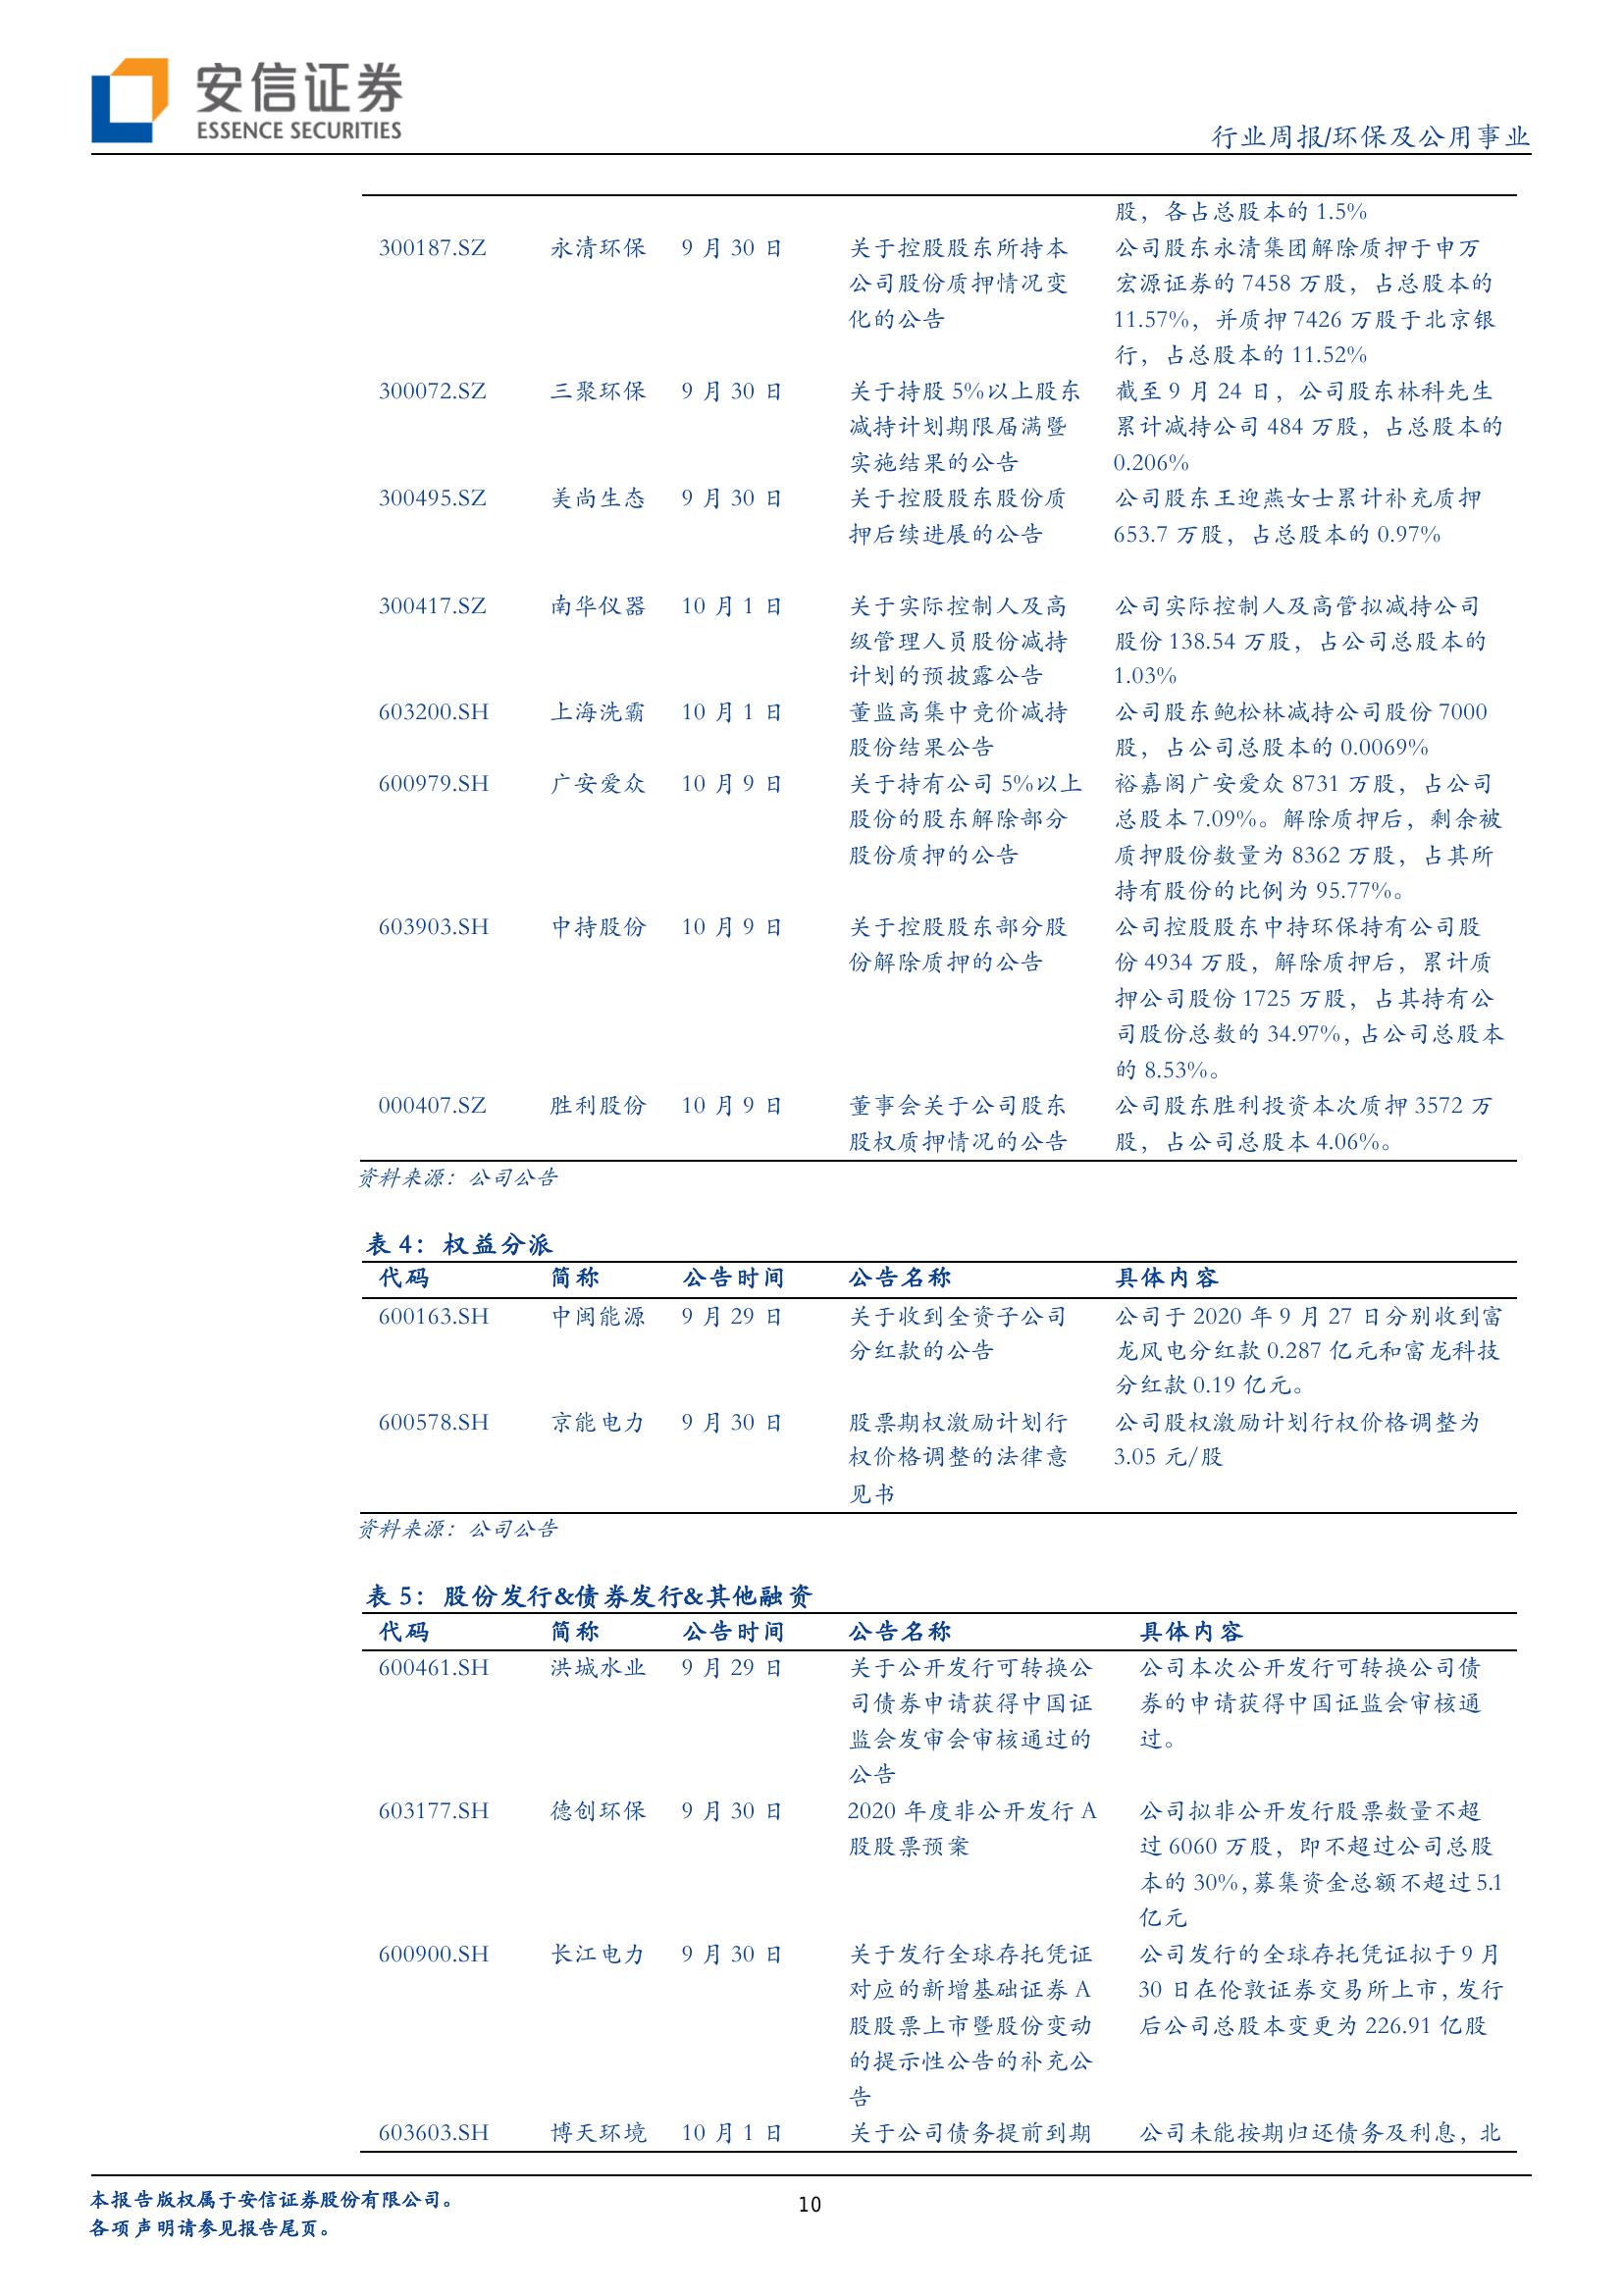 安信证券
ESSENCE SECURITIES
行业周报/环保及公用事业
股，各占总股本的 1.5%
300187.SZ 永清环保 9 月 30 日 关于控股股东所持本 公司股东永清集团解除质押于申万
公司股份质押情况变 宏源证券的 7458 万股，占总股本的
化的公告 11.57%，并质押 7426 万股于北京银
行，占总股本的 11.52%
300072.SZ 三聚环保 9 月 30 日 关于持股 5%以上股东 截至 9 月 24 日，公司股东林科先生
减持计划期限届满暨 累计减持公司 484 万股，占总股本的
实施结果的公告 0.206%
300495.SZ 美尚生态 9 月 30 日 关于控股股东股份质 公司股东王迎燕女士累计补充质押
押后续进展的公告 653.7 万股，占总股本的 0.97%
300417.SZ 南华仪器 10 月 1 日 关于实际控制人及高 公司实际控制人及高管拟减持公司
级管理人员股份减持 股份 138.54 万股，占公司总股本的
计划的预披露公告 1.03%
603200.SH 上海洗霸 10 月 1 日 董监高集中竞价减持 公司股东鲍松林减持公司股份 7000
股份结果公告 股，占公司总股本的 0.0069%
600979.SH 广安爱众 10 月 9 日 关于持有公司 5%以上 裕嘉阁广安爱众 8731 万股，占公司
股份的股东解除部分 总股本 7.09%。解除质押后，剩余被
股份质押的公告 质押股份数量为 8362 万股，占其所
持有股份的比例为 95.77%。
603903.SH 中持股份 10 月 9 日 关于控股股东部分股 公司控股股东中持环保持有公司股
份解除质押的公告 份 4934 万股，解除质押后，累计质
押公司股份 1725 万股，占其持有公
司股份总数的 34.97%，占公司总股本
的 8.53%。
000407.SZ 胜利股份 10 月 9 日 董事会关于公司股东 公司股东胜利投资本次质押 3572 万
股权质押情况的公告 股，占公司总股本 4.06%。
资料来源：公司公告
表 4：权益分派
代码 简称 公告时间 公告名称 具体内容
600163.SH 中闽能源 9 月 29 日 关于收到全资子公司 公司于 2020 年 9 月 27 日分别收到富
分红款的公告 龙风电分红款 0.287 亿元和富龙科技
分红款 0.19 亿元。
600578.SH 京能电力 9 月 30 日 股票期权激励计划行 公司股权激励计划行权价格调整为
权价格调整的法律意 3.05 元/股
见书
资料来源：公司公告
表 5：股份发行&债券发行&其他融资
代码 简称 公告时间 公告名称 具体内容
600461.SH 洪城水业 9 月 29 日 关于公开发行可转换公 公司本次公开发行可转换公司债
司债券申请获得中国证 券的申请获得中国证监会审核通
监会发审会审核通过的 过。
公告
603177.SH 德创环保 9 月 30 日 2020 年度非公开发行 A 公司拟非公开发行股票数量不超
股股票预案 过 6060 万股，即不超过公司总股
本的 30%，募集资金总额不超过 5.1
亿元
600900.SH 长江电力 9 月 30 日 关于发行全球存托凭证 公司发行的全球存托凭证拟于 9 月
对应的新增基础证券 A 30 日在伦敦证券交易所上市，发行
股股票上市暨股份变动 后公司总股本变更为 226.91 亿股
的提示性公告的补充公
告
603603.SH 博天环境 10 月 1 日 关于公司债务提前到期 公司未能按期归还债务及利息，北
本报告版权属于安信证券股份有限公司。
各项声明请参见报告尾页。
10